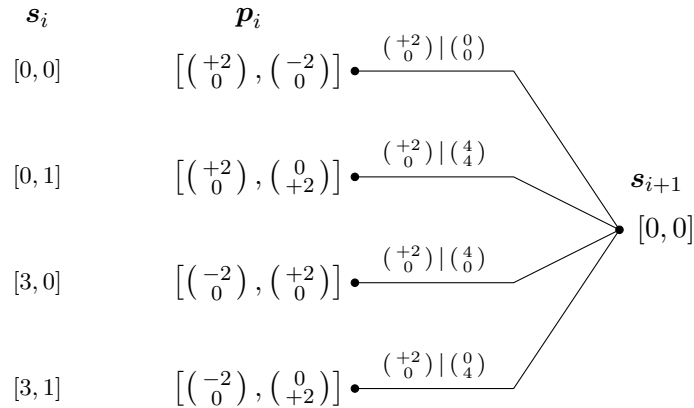 s_i p_i
[0, 0] [(+2 0), (−2 0)] (+2 0)|(0 0)
[0, 1] [(+2 0), (0 +2)] (+2 0)|(4 4)
s_{i+1}
[0, 0]
[3, 0] [(−2 0), (+2 0)] (+2 0)|(4 0)
[3, 1] [(−2 0), (0 +2)] (+2 0)|(0 4)